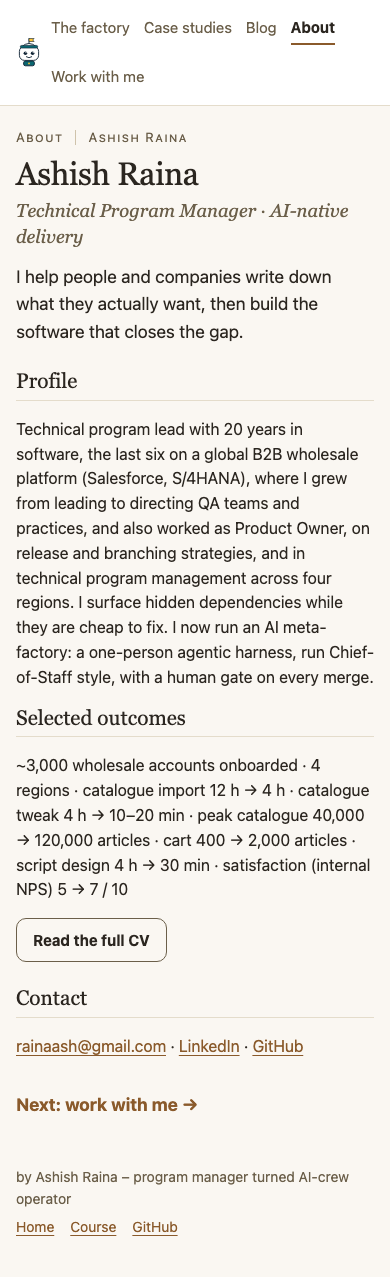 The factory Case studies Blog About
Work with me
About | Ashish Raina
Ashish Raina
Technical Program Manager · AI-native
delivery
I help people and companies write down
what they actually want, then build the
software that closes the gap.
Profile
Technical program lead with 20 years in
software, the last six on a global B2B wholesale
platform (Salesforce, S/4HANA), where I grew
from leading to directing QA teams and
practices, and also worked as Product Owner, on
release and branching strategies, and in
technical program management across four
regions. I surface hidden dependencies while
they are cheap to fix. I now run an AI meta-
factory: a one-person agentic harness, run Chief-
of-Staff style, with a human gate on every merge.
Selected outcomes
~3,000 wholesale accounts onboarded · 4
regions · catalogue import 12 h → 4 h · catalogue
tweak 4 h → 10–20 min · peak catalogue 40,000
→ 120,000 articles · cart 400 → 2,000 articles ·
script design 4 h → 30 min · satisfaction (internal
NPS) 5 → 7 / 10
Read the full CV
Contact
rainaash@gmail.com · LinkedIn · GitHub
Next: work with me →
by Ashish Raina – program manager turned AI-crew
operator
Home Course GitHub